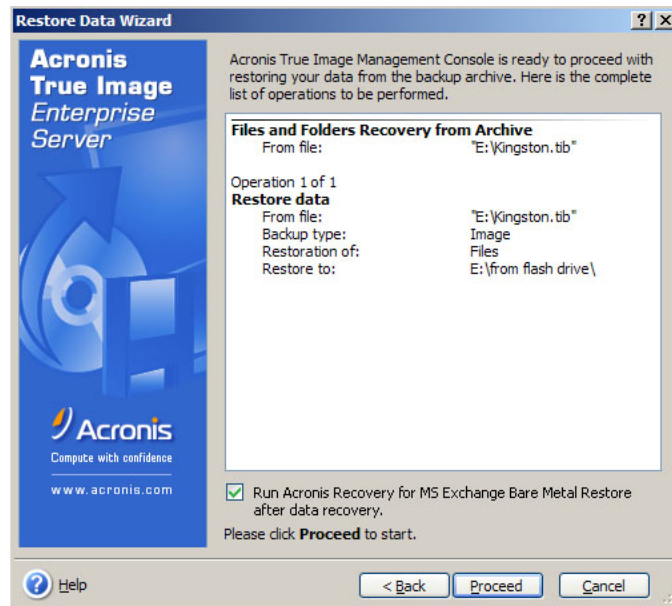 Restore Data Wizard
Acronis
True Image
Enterprise
Server
Acronis
Compute with confidence
www.acronis.com
Acronis True Image Management Console is ready to proceed with
restoring your data from the backup archive. Here is the complete
list of operations to be performed.
Files and Folders Recovery from Archive
From file: "E:\Kingston.tib"
Operation 1 of 1
Restore data
From file: "E:\Kingston.tib"
Backup type: Image
Restoration of: Files
Restore to: E:\from flash drive\
Run Acronis Recovery for MS Exchange Bare Metal Restore
after data recovery.
Please click Proceed to start.
Help
< Back
Proceed
Cancel